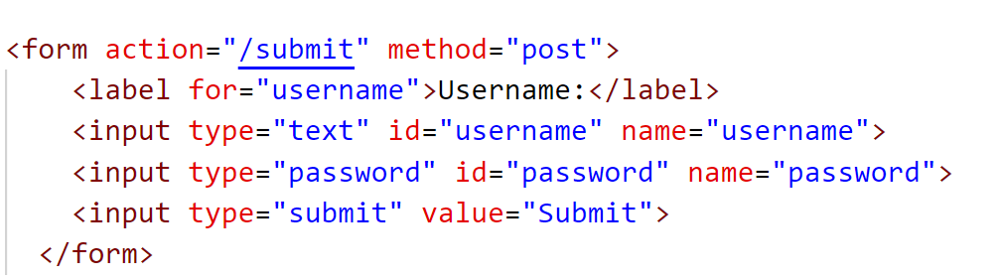 <form action="/submit" method="post">
<label for="username">Username:</label>
<input type="text" id="username" name="username">
<input type="password" id="password" name="password">
<input type="submit" value="Submit">
</form>